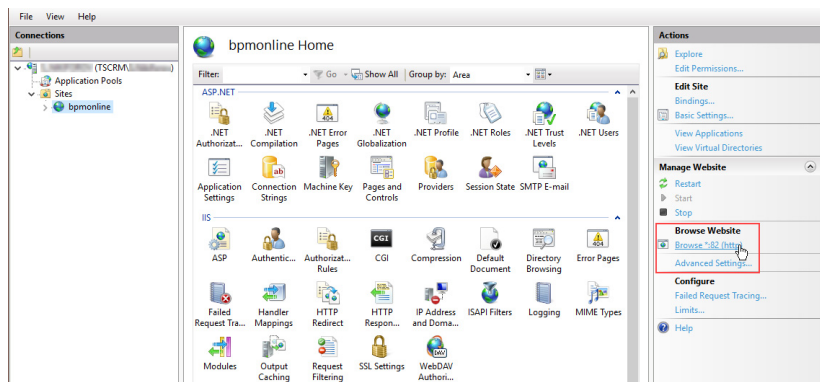 File View Help
Connections
(TSCRM\
Application Pools
Sites
bpmonline
bpmonline Home
Filter: Go Show All Group by: Area
ASP.NET
.NET Authorizat...
.NET Compilation
.NET Error Pages
.NET Globalization
.NET Profile
.NET Roles
.NET Trust Levels
.NET Users
Application Settings
Connection Strings
Machine Key
Pages and Controls
Providers
Session State
SMTP E-mail
IIS
ASP
Authentic...
Authorizat... Rules
CGI
Compression
Default Document
Directory Browsing
Error Pages
Failed Request Tra...
Handler Mappings
HTTP Redirect
HTTP Respon...
IP Address and Doma...
ISAPI Filters
Logging
MIME Types
Modules
Output Caching
Request Filtering
SSL Settings
WebDAV Authori...
Actions
Explore
Edit Permissions...
Edit Site
Bindings...
Basic Settings...
View Applications
View Virtual Directories
Manage Website
Restart
Start
Stop
Browse Website
Browse *:82 (http)
Advanced Settings...
Configure
Failed Request Tracing...
Limits...
Help